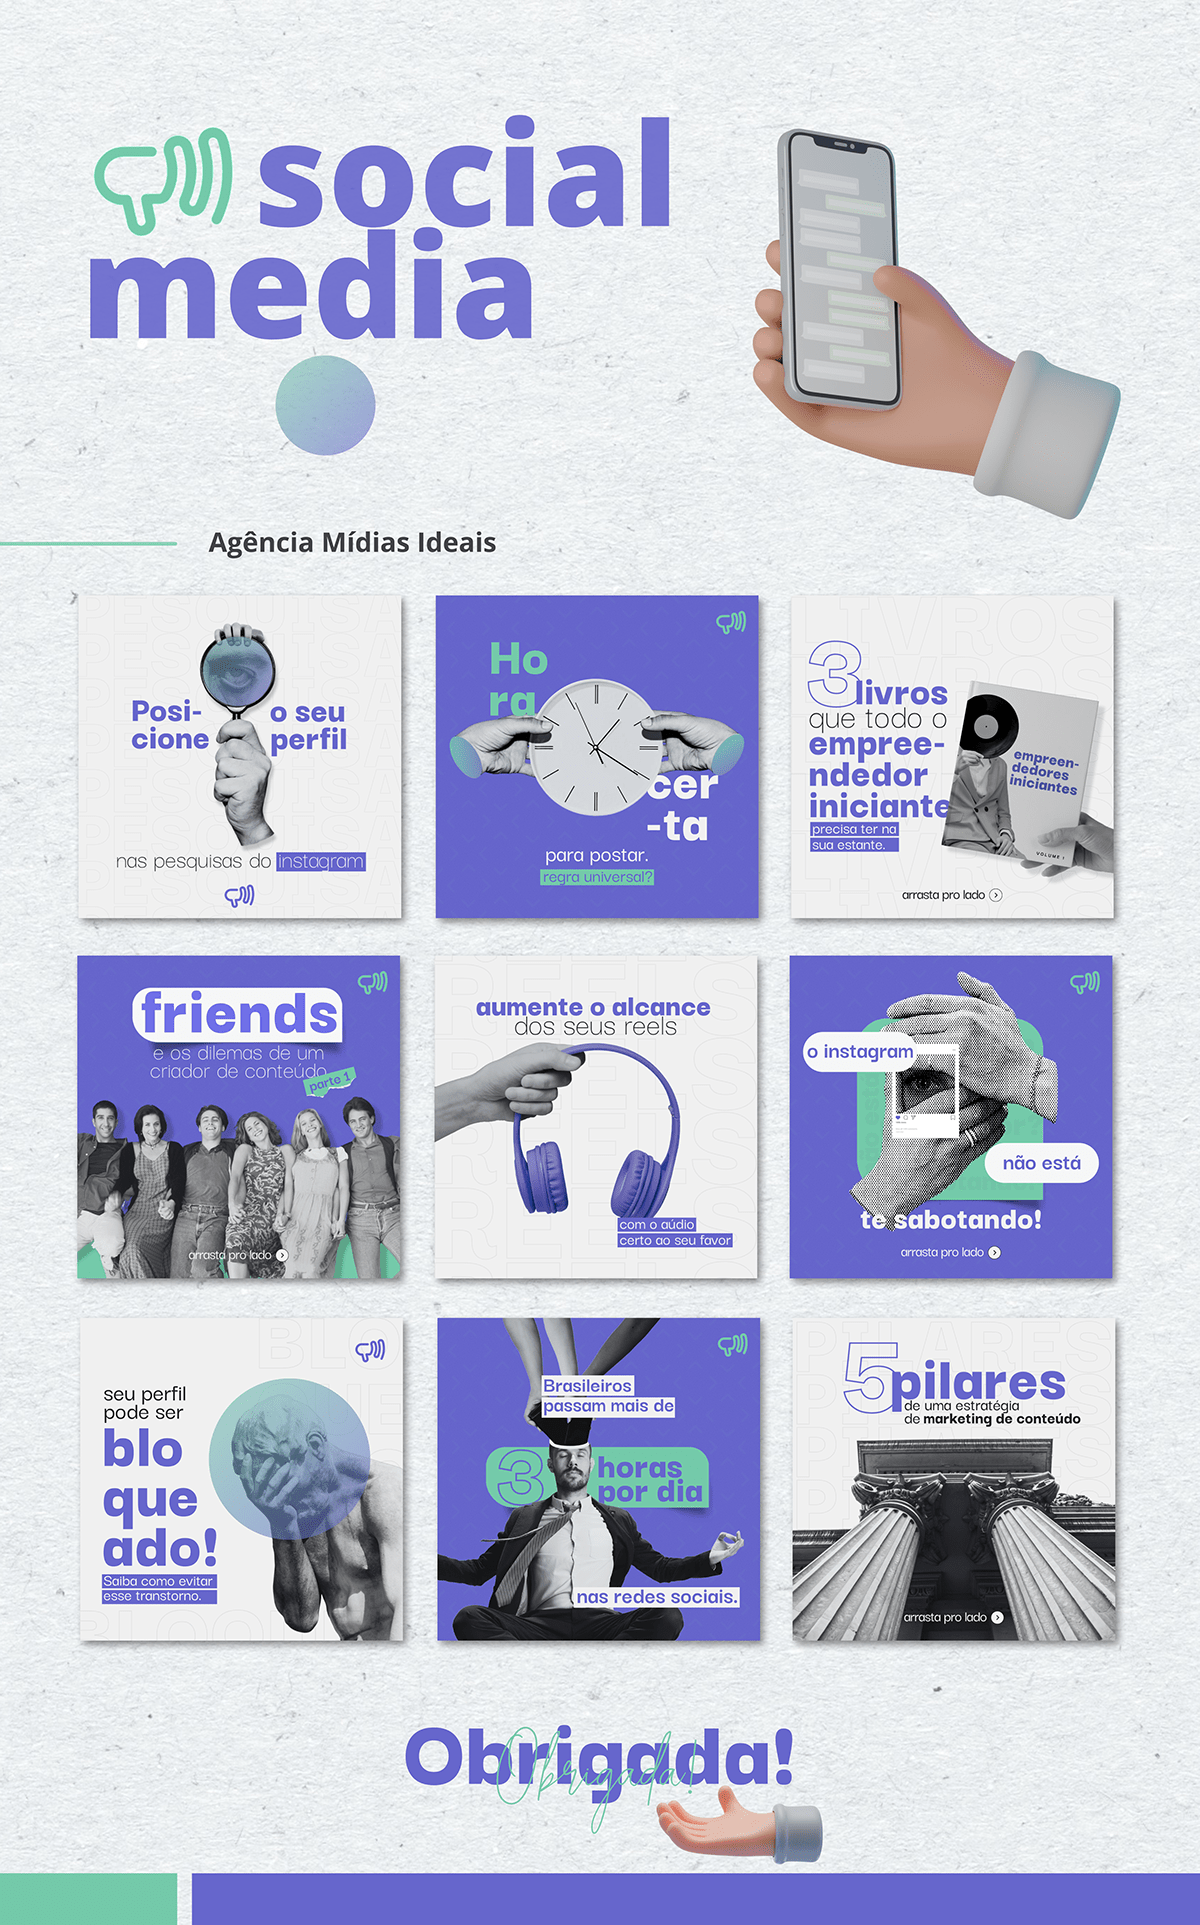 social
media
Agência Mídias Ideais
Posi-
cione
o seu
perfil
nas pesquisas do instagram
Ho
ra
cer
-ta
para postar.
regra universal?
3
livros
que todo o
empree-
ndedor
iniciante
precisa ter na
sua estante.
empreen-
dedores
iniciantes
VOLUME I
arrasta pro lado
friends
e os dilemas de um
criador de conteúdo
parte 1
arrasta pro lado
aumente o alcance
dos seus reels
com o aúdio
certo ao seu favor
o instagram
não está
te sabotando!
arrasta pro lado
seu perfil
pode ser
blo
que
ado!
Saiba como evitar
esse transtorno.
Brasileiros
passam mais de
3
horas
por dia
nas redes sociais.
5
pilares
de uma estratégia
de marketing de conteúdo
arrasta pro lado
Obrigada!
Obrigada!